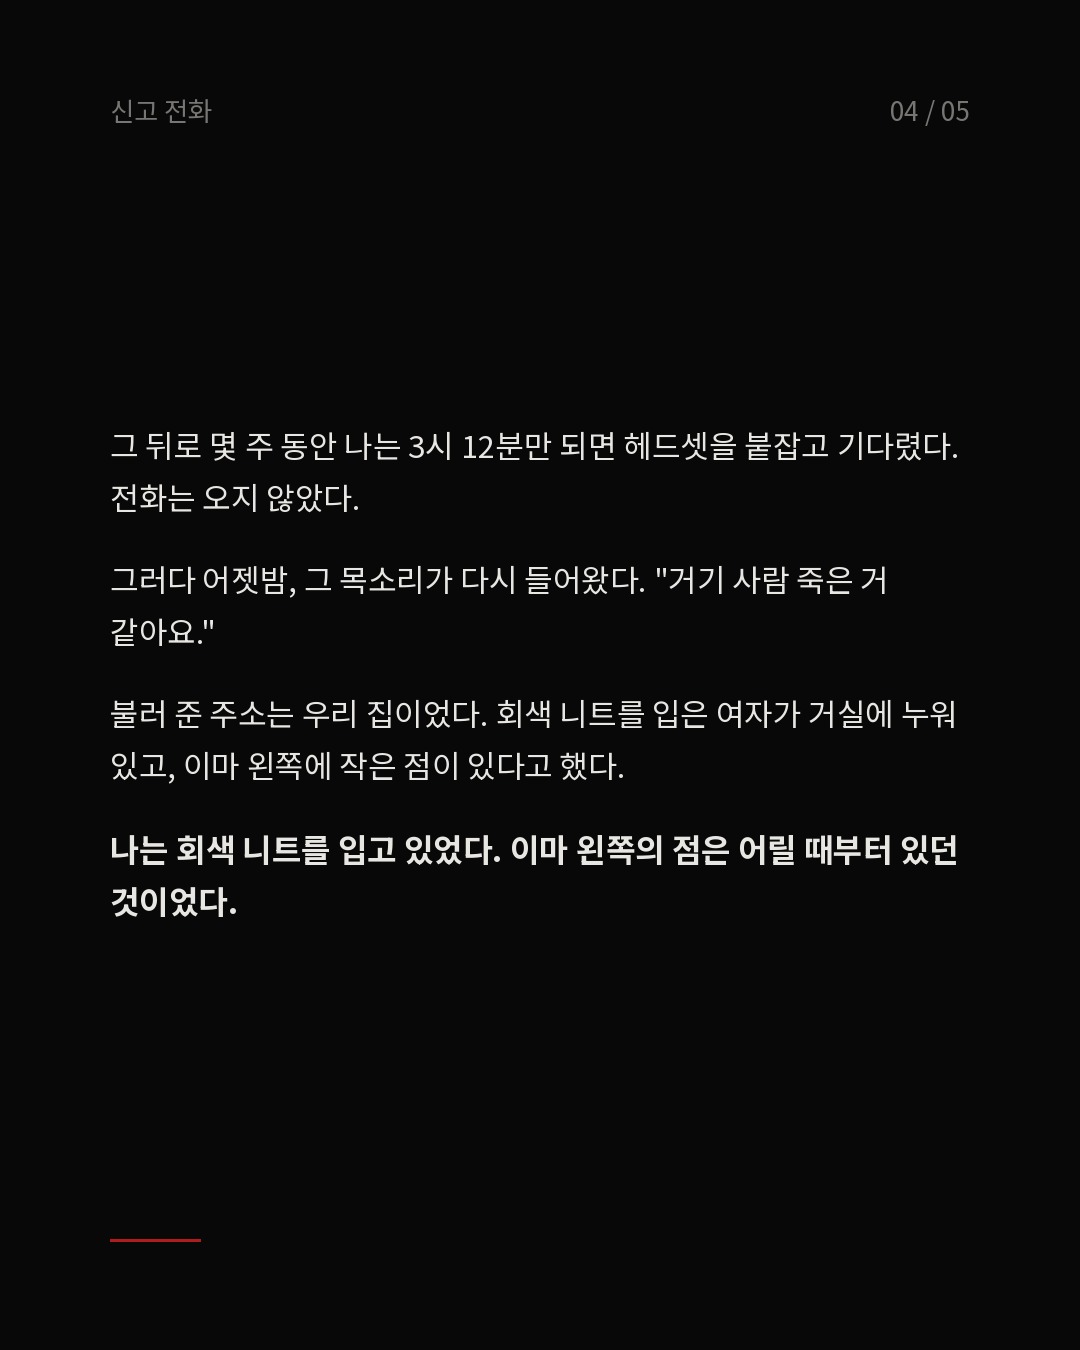 신고 전화
04 / 05
그 뒤로 몇 주 동안 나는 3시 12분만 되면 헤드셋을 붙잡고 기다렸다.
전화는 오지 않았다.
그러다 어젯밤, 그 목소리가 다시 들어왔다. "거기 사람 죽은 거
같아요."
불러 준 주소는 우리 집이었다. 회색 니트를 입은 여자가 거실에 누워
있고, 이마 왼쪽에 작은 점이 있다고 했다.
나는 회색 니트를 입고 있었다. 이마 왼쪽의 점은 어릴 때부터 있던
것이었다.